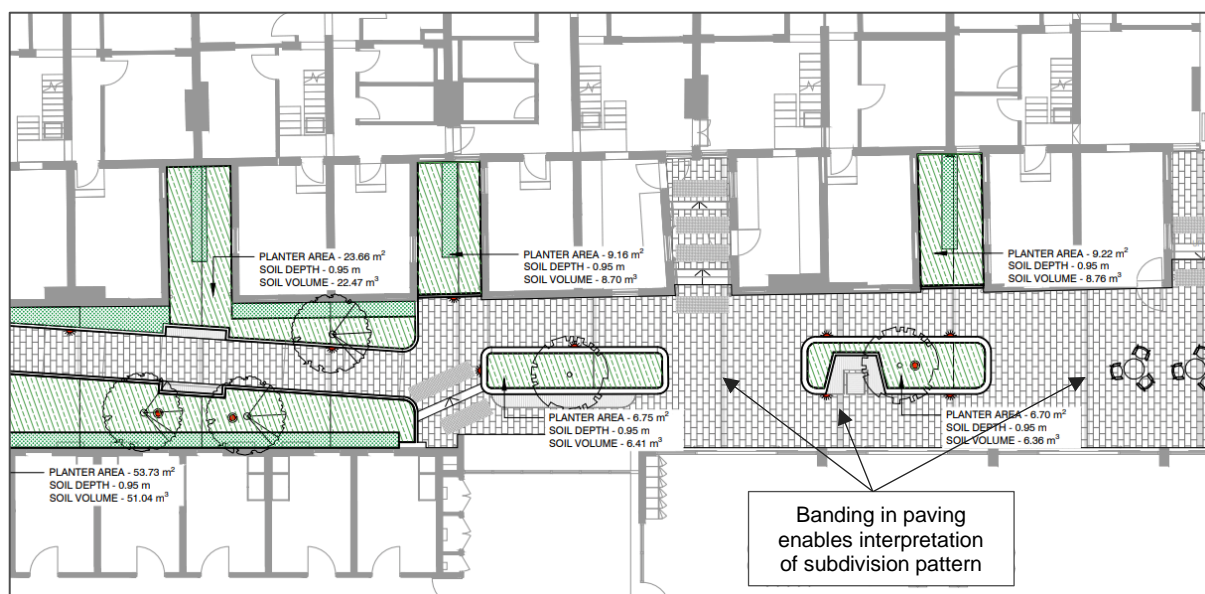 PLANTER AREA - 23.66 m²
SOIL DEPTH - 0.95 m
SOIL VOLUME - 22.47 m³
PLANTER AREA - 9.16 m²
SOIL DEPTH - 0.95 m
SOIL VOLUME - 8.70 m³
PLANTER AREA - 9.22 m²
SOIL DEPTH - 0.95 m
SOIL VOLUME - 8.76 m³
PLANTER AREA - 6.75 m²
SOIL DEPTH - 0.95 m
SOIL VOLUME - 6.41 m³
PLANTER AREA - 6.70 m²
SOIL DEPTH - 0.95 m
SOIL VOLUME - 6.36 m³
PLANTER AREA - 53.73 m²
SOIL DEPTH - 0.95 m
SOIL VOLUME - 51.04 m³
Banding in paving
enables interpretation
of subdivision pattern